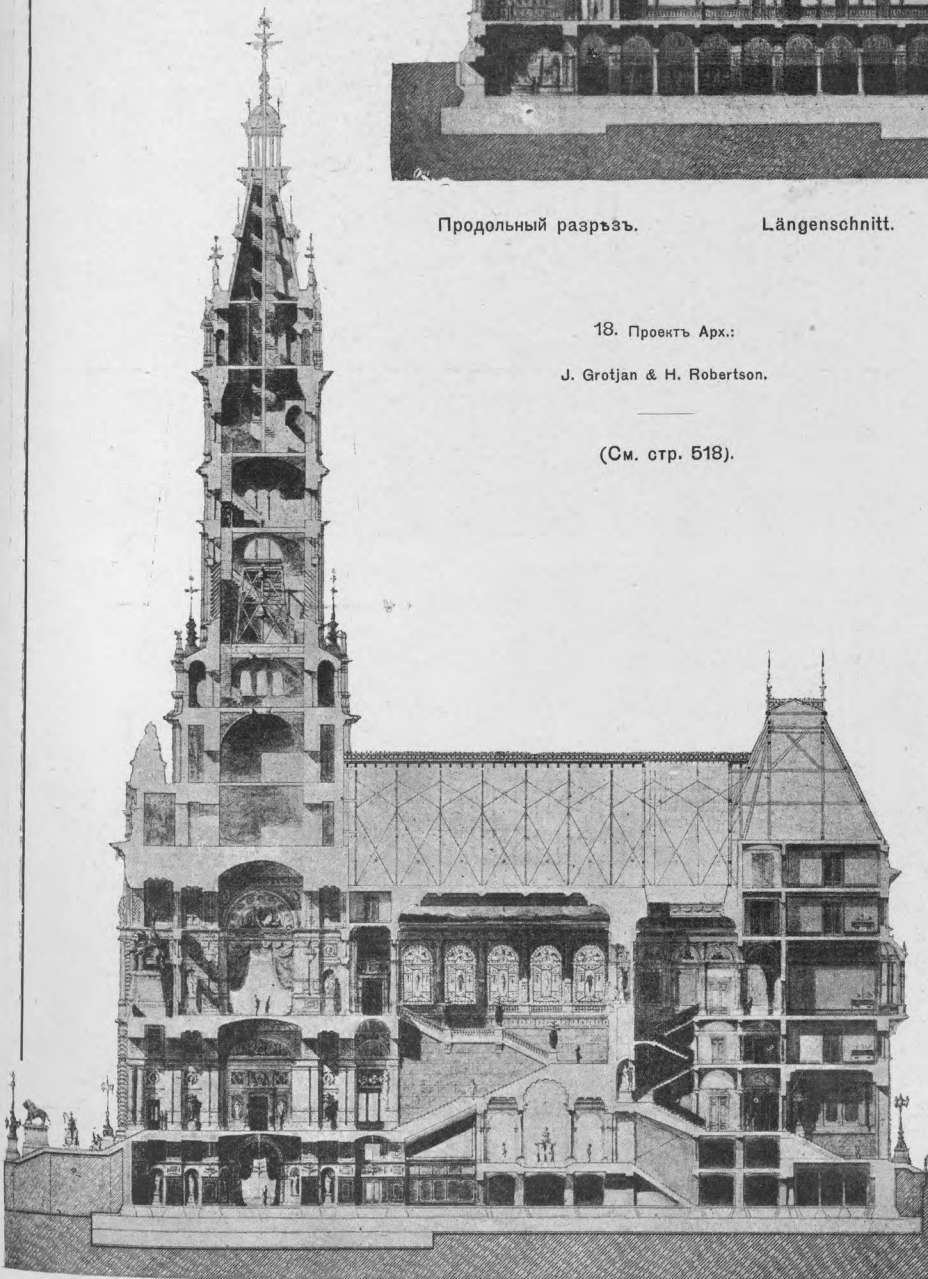 Продольный разрѣзъ. Längenschnitt.
18. Проектъ Арх.:
J. Grotjan & H. Robertson.
(См. стр. 518).